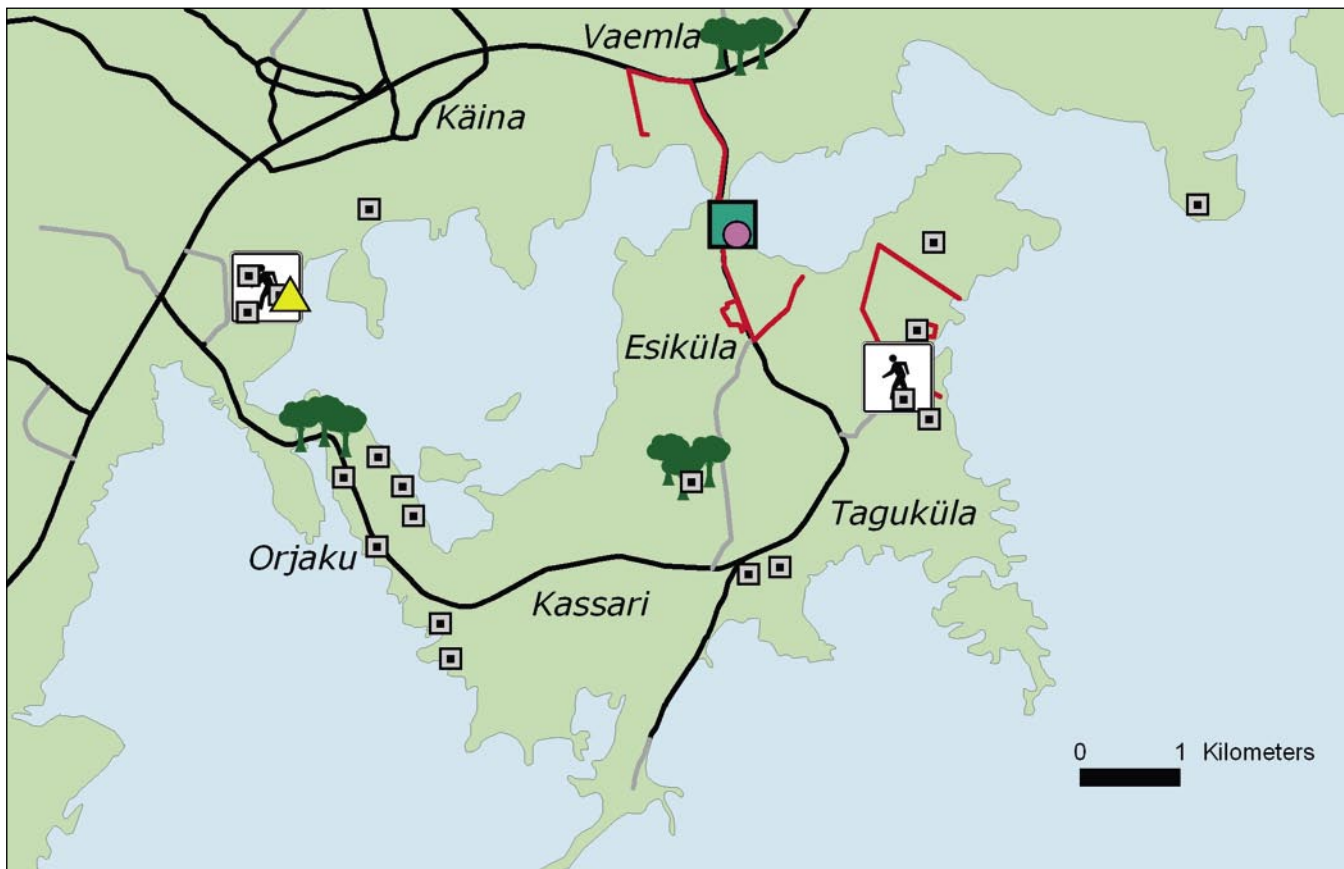 Vaemla
Käina
Esiküla
Taguküla
Orjaku
Kassari
0 1 Kilometers